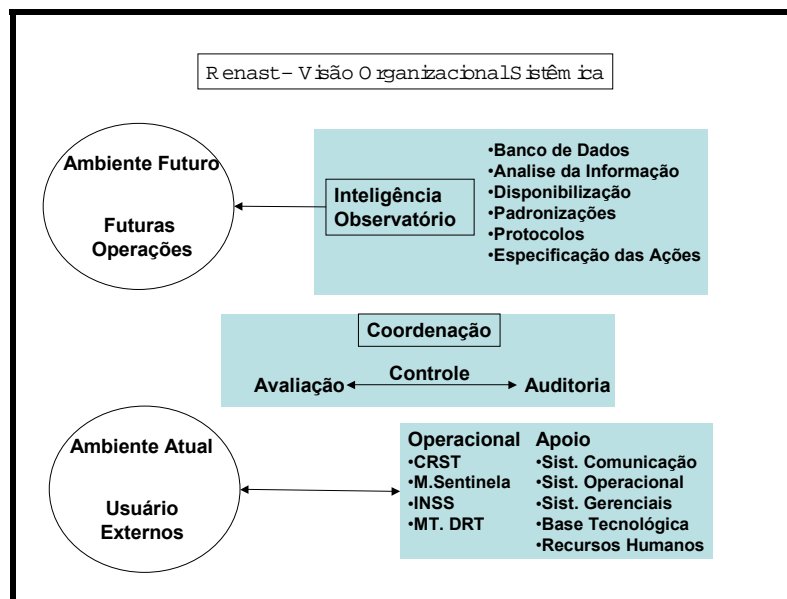 Renast – Visão Organizacional Sistêmica
Ambiente Futuro
Futuras
Operações
Inteligência
Observatório
•Banco de Dados
•Analise da Informação
•Disponibilização
•Padronizações
•Protocolos
•Especificação das Ações
Coordenação
Avaliação
Controle
Auditoria
Ambiente Atual
Usuário
Externos
Operacional
•CRST
•M.Sentinela
•INSS
•MT. DRT
Apoio
•Sist. Comunicação
•Sist. Operacional
•Sist. Gerenciais
•Base Tecnológica
•Recursos Humanos